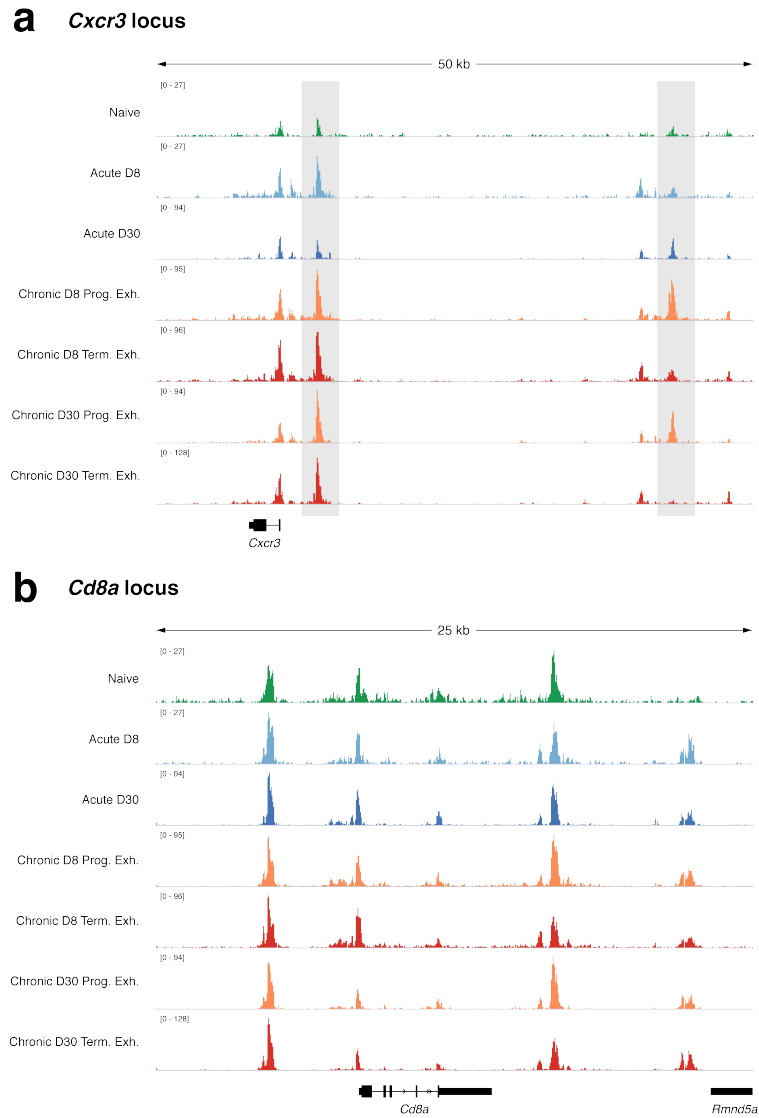 a Cxcr3 locus
50 kb
[0 - 27]
Naive
[0 - 27]
Acute D8
[0 - 94]
Acute D30
[0 - 95]
Chronic D8 Prog. Exh.
[0 - 96]
Chronic D8 Term. Exh.
[0 - 94]
Chronic D30 Prog. Exh.
[0 - 128]
Chronic D30 Term. Exh.
Cxcr3
b Cd8a locus
25 kb
[0 - 27]
Naive
[0 - 27]
Acute D8
[0 - 94]
Acute D30
[0 - 95]
Chronic D8 Prog. Exh.
[0 - 96]
Chronic D8 Term. Exh.
[0 - 94]
Chronic D30 Prog. Exh.
[0 - 128]
Chronic D30 Term. Exh.
Cd8a Rmnd5a